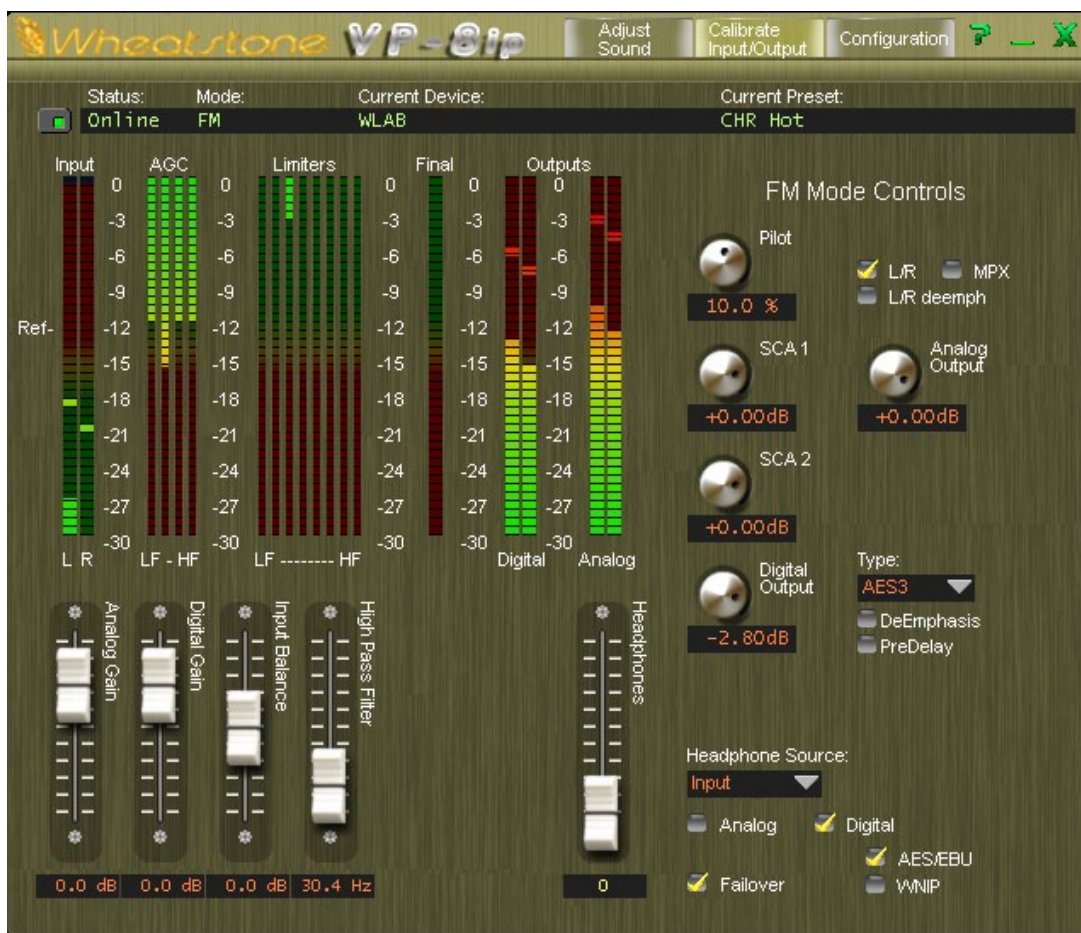 Wheatstone VP-8ip Adjust Sound Calibrate Input/Output Configuration ? _ X
Status: Mode: Current Device: Current Preset:
Online FM WLAB CHR Hot
Input AGC Limiters Final Outputs
0 0 0 0 0
-3 -3 -3 -3 -3
-6 -6 -6 -6 -6
-9 -9 -9 -9 -9
Ref- -12 -12 -12 -12 -12
-15 -15 -15 -15 -15
-18 -18 -18 -18 -18
-21 -21 -21 -21 -21
-24 -24 -24 -24 -24
-27 -27 -27 -27 -27
-30 -30 -30 -30 -30
L R LF - HF LF -------- HF Digital Analog
FM Mode Controls
Pilot
10.0 %
L/R MPX
L/R deemph
SCA 1
+0.00dB
Analog
Output
+0.00dB
SCA 2
+0.00dB
Digital
Output
-2.80dB
Type:
AES3
DeEmphasis
PreDelay
Analog Gain
Digital Gain
Input Balance
High Pass Filter
Headphones
0.0 dB 0.0 dB 0.0 dB 30.4 Hz 0
Headphone Source:
Input
Analog Digital
AES/EBU
Failover WNIP